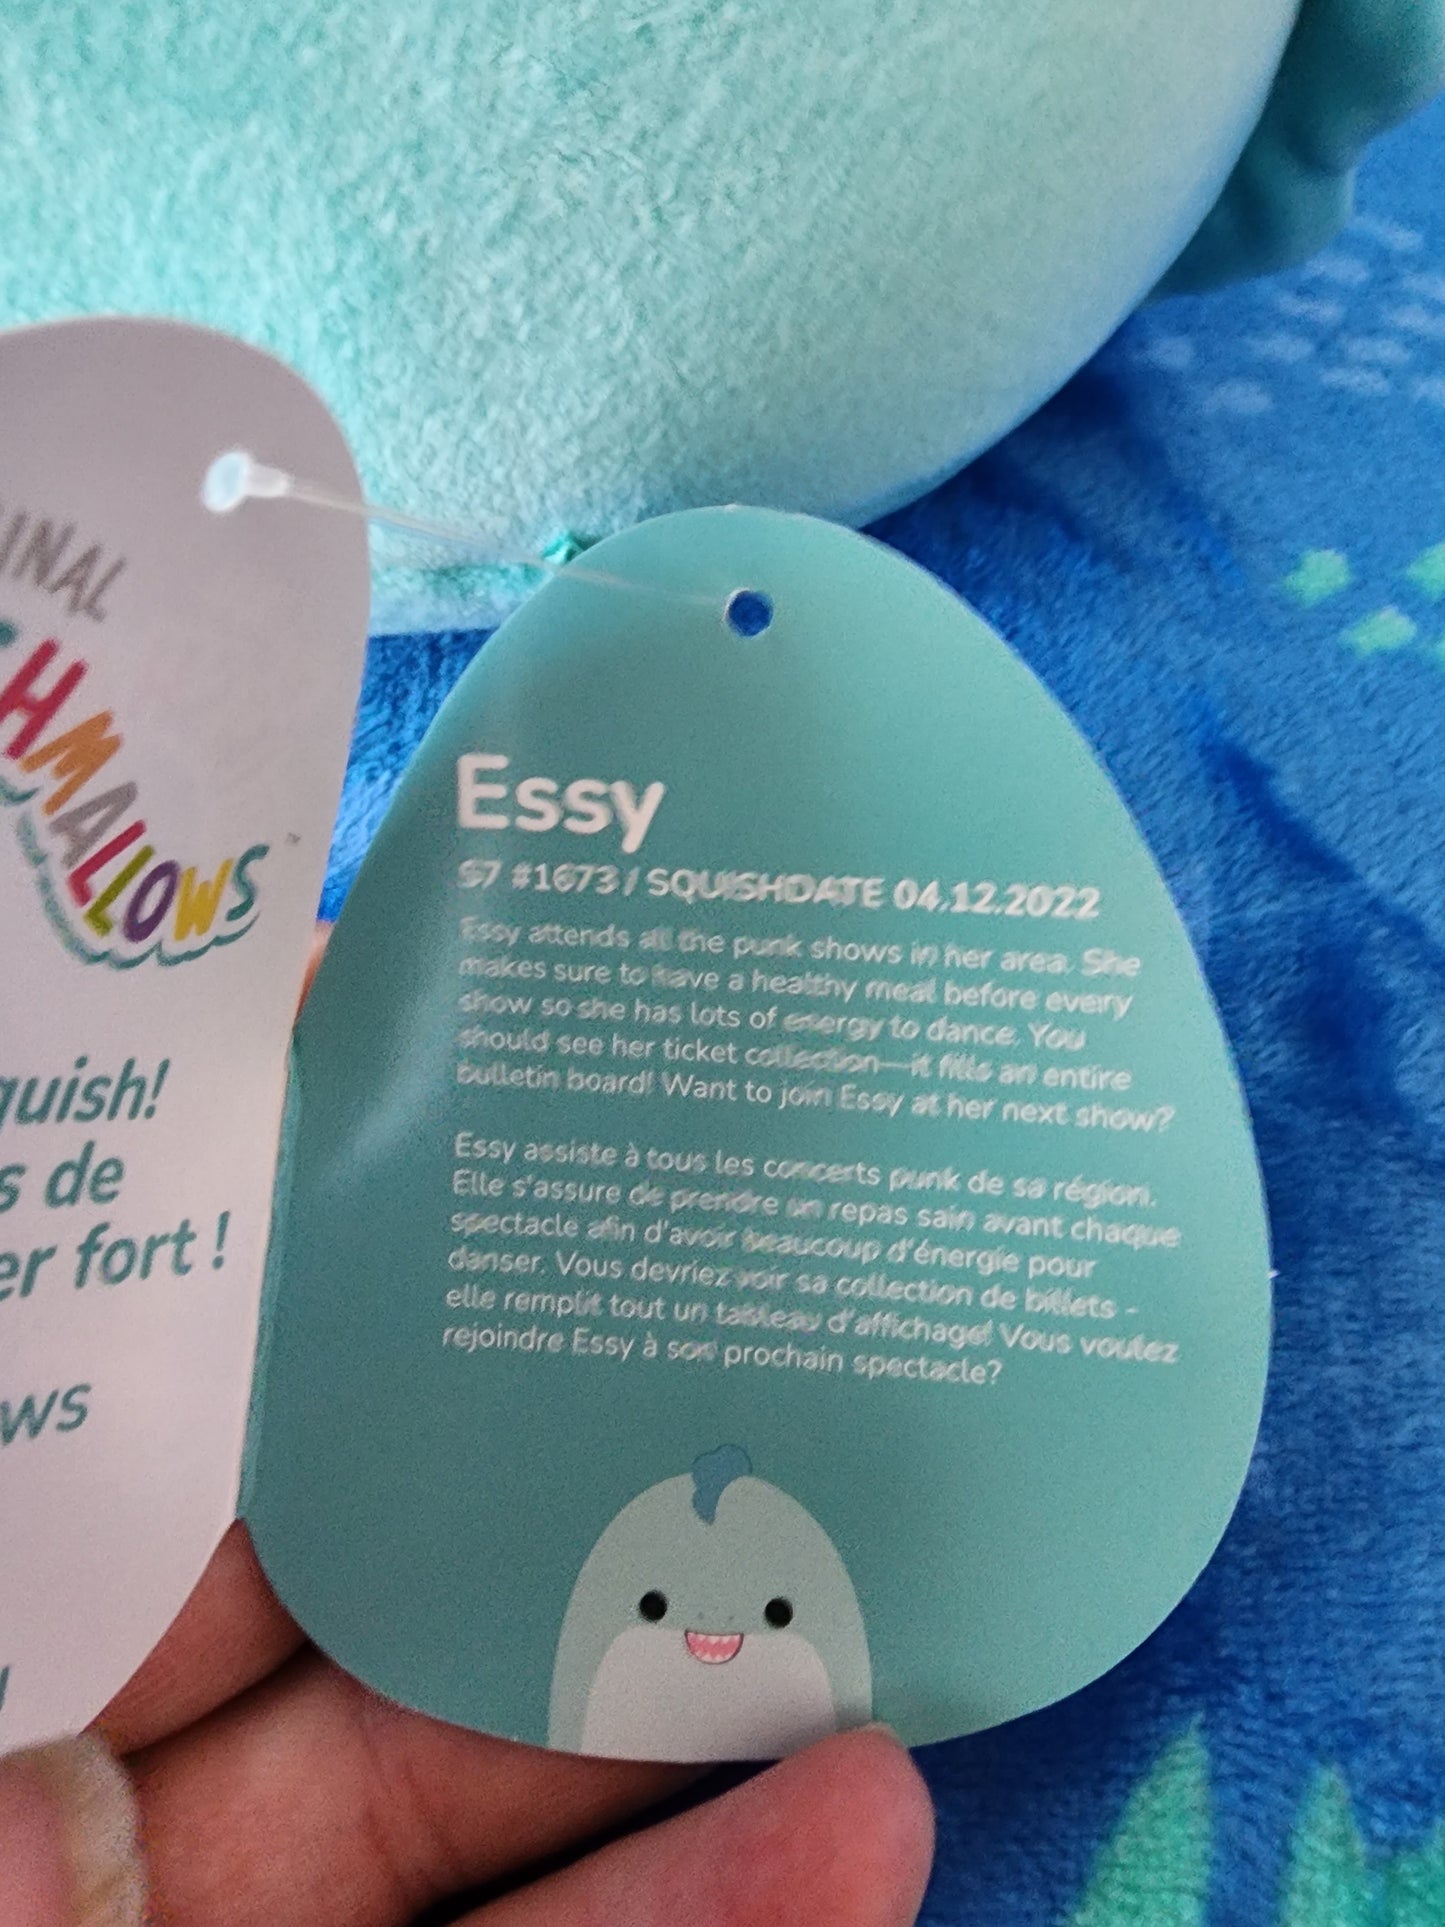 INAL
HMALLOWS
quish!
s de
er fort !
ws
Essy
S7 #1673 / SQUISHDATE 04.12.2022
Essy attends all the punk shows in her area. She
makes sure to have a healthy meal before every
show so she has lots of energy to dance. You
should see her ticket collection—it fills an entire
bulletin board! Want to join Essy at her next show?
Essy assiste à tous les concerts punk de sa région.
Elle s'assure de prendre un repas sain avant chaque
spectacle afin d'avoir beaucoup d'énergie pour
danser. Vous devriez voir sa collection de billets -
elle remplit tout un tableau d'affichage! Vous voulez
rejoindre Essy à son prochain spectacle?